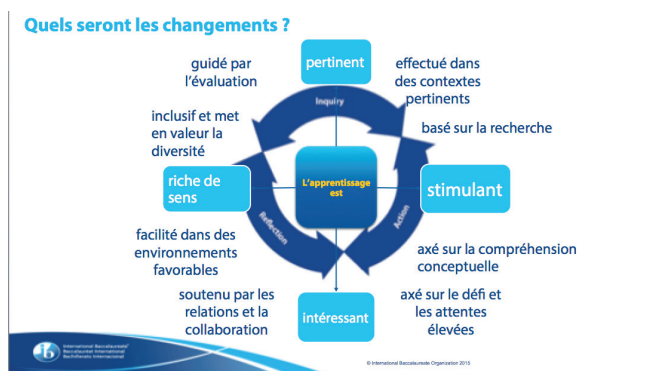 Quels seront les changements ?
pertinent
guidé par
l'évaluation
effectué dans
des contextes
pertinents
Inquiry
inclusif et met
en valeur la
diversité
basé sur la recherche
L'apprentissage
est
riche de
sens
stimulant
Reflection
Action
facilité dans des
environnements
favorables
axé sur la compréhension
conceptuelle
soutenu par les
relations et la
collaboration
intéressant
axé sur le défi et
les attentes
élevées
International Baccalaureate®
Baccalauréat International
Bachillerato Internacional
© International Baccalaureate Organization 2015